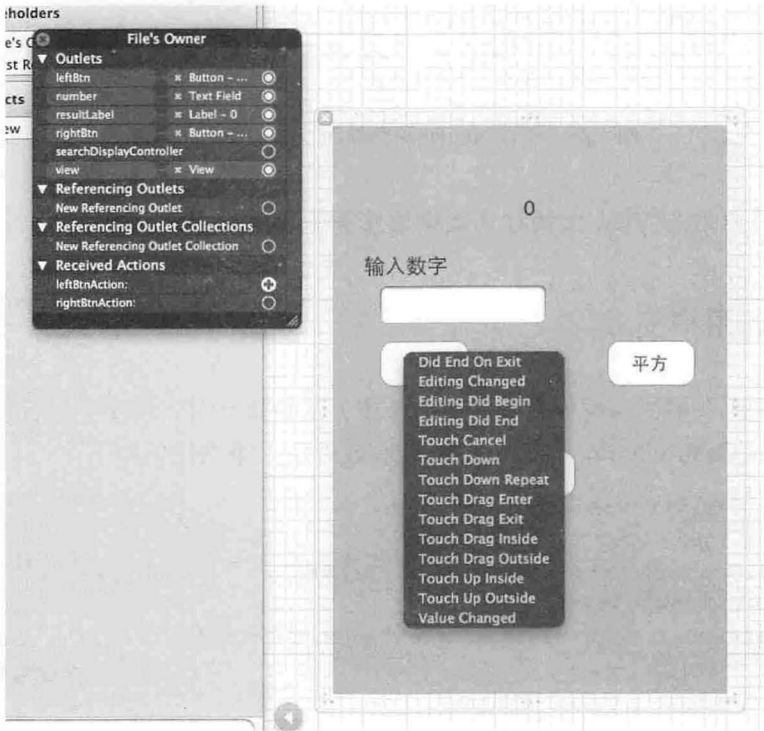 eholders
File's Owner
e's O
st R
cts
ew
▼ Outlets
leftBtn × Button – ...
number × Text Field
resultLabel × Label – 0
rightBtn × Button – ...
searchDisplayController
view × View
▼ Referencing Outlets
New Referencing Outlet
▼ Referencing Outlet Collections
New Referencing Outlet Collection
▼ Received Actions
leftBtnAction:
rightBtnAction:
0
输入数字
平方
Did End On Exit
Editing Changed
Editing Did Begin
Editing Did End
Touch Cancel
Touch Down
Touch Down Repeat
Touch Drag Enter
Touch Drag Exit
Touch Drag Inside
Touch Drag Outside
Touch Up Inside
Touch Up Outside
Value Changed